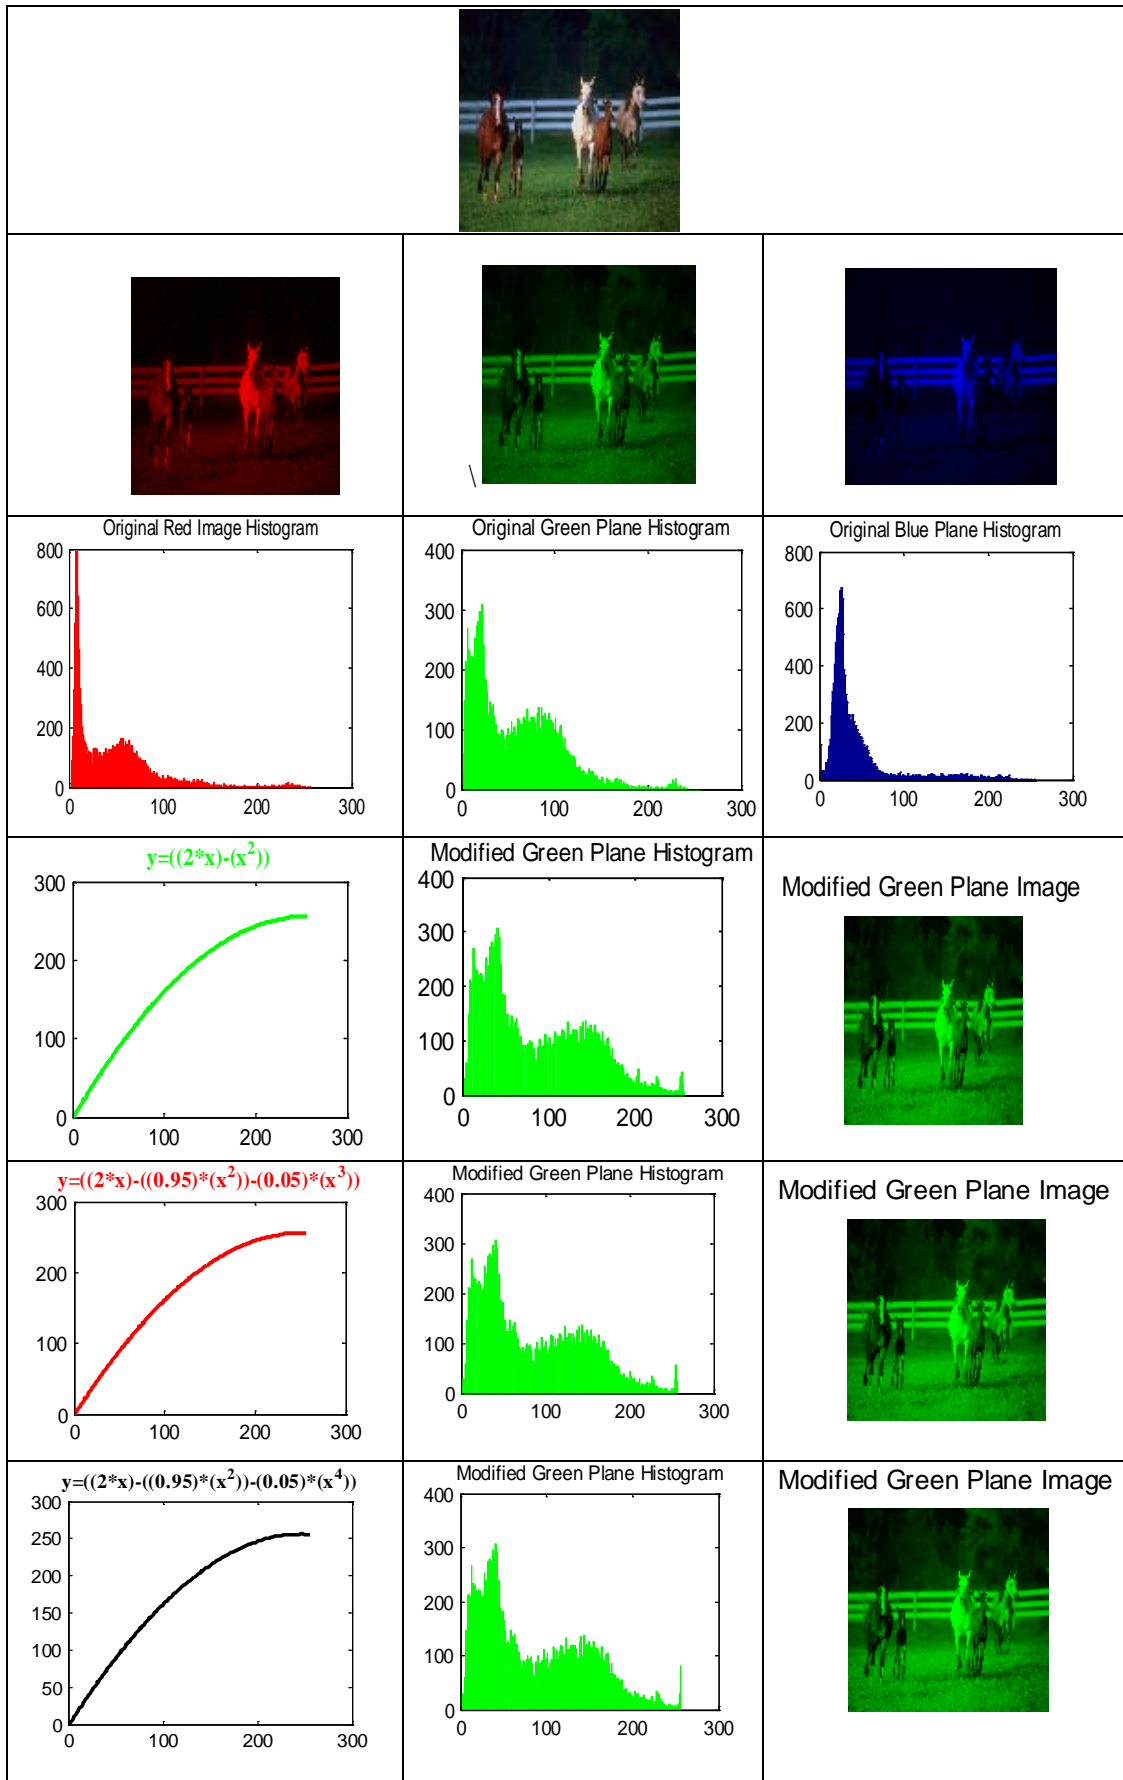 \
Original Red Image Histogram
800
600
400
200
0
0 100 200 300
Original Green Plane Histogram
400
300
200
100
0
0 100 200 300
Original Blue Plane Histogram
800
600
400
200
0
0 100 200 300
y=((2*x)-(x²))
300
200
100
0
0 100 200 300
Modified Green Plane Histogram
400
300
200
100
0
0 100 200 300
Modified Green Plane Image
y=((2*x)-((0.95)*(x²))-(0.05)*(x³))
300
200
100
0
0 100 200 300
Modified Green Plane Histogram
400
300
200
100
0
0 100 200 300
Modified Green Plane Image
y=((2*x)-((0.95)*(x²))-(0.05)*(x⁴))
300
250
200
150
100
50
0
0 100 200 300
Modified Green Plane Histogram
400
300
200
100
0
0 100 200 300
Modified Green Plane Image